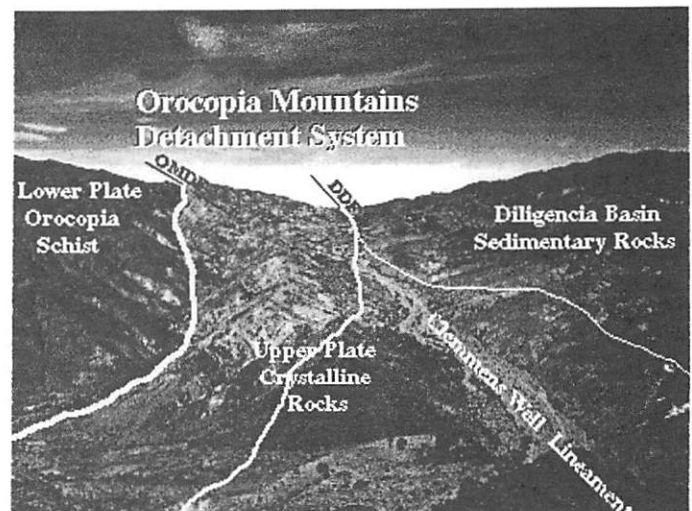 Orocopia Mountains
Detachment System
OMDF
DDF
Lower Plate
Orocopia
Schist
Diligencia Basin
Sedimentary Rocks
Upper Plate
Crystalline
Rocks
Clemmens Well Lineament